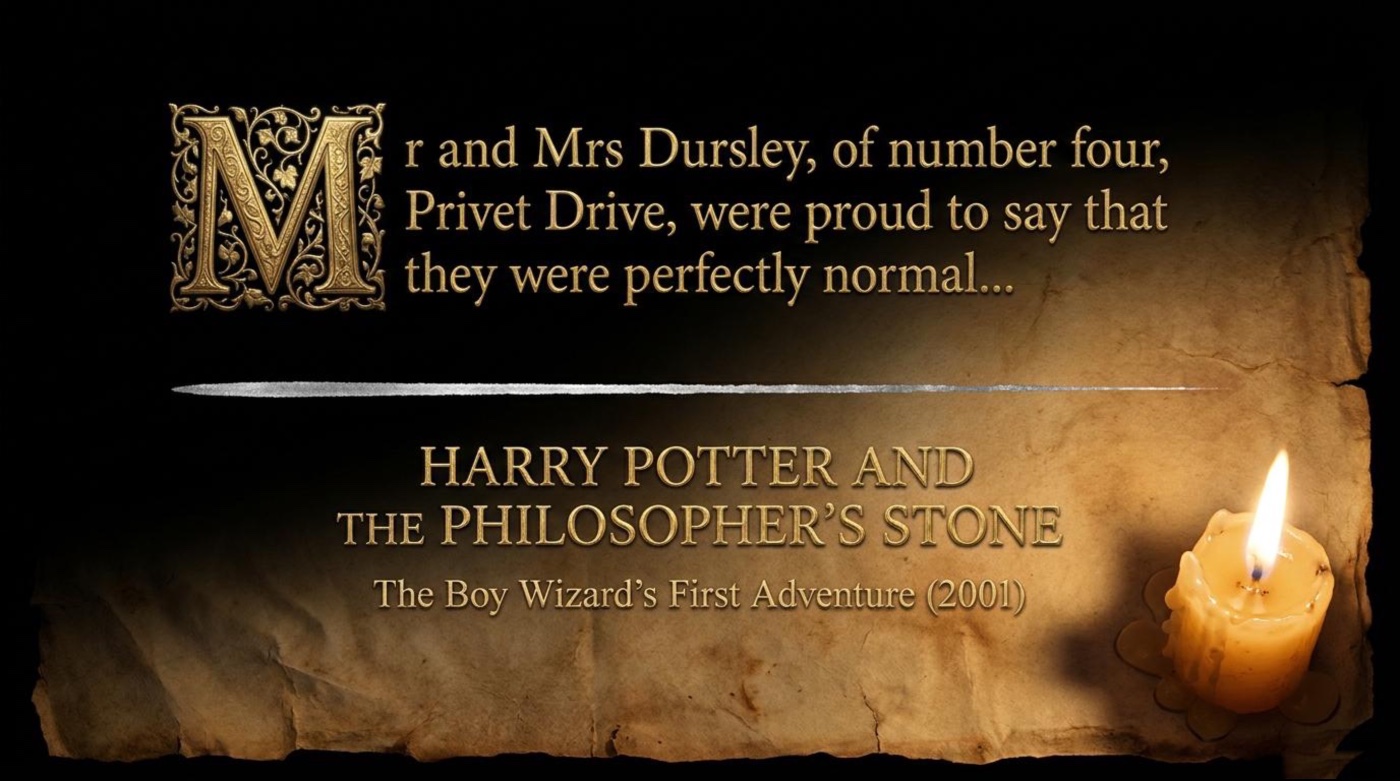 Mr and Mrs Dursley, of number four,
Privet Drive, were proud to say that
they were perfectly normal...
HARRY POTTER AND
THE PHILOSOPHER’S STONE
The Boy Wizard’s First Adventure (2001)